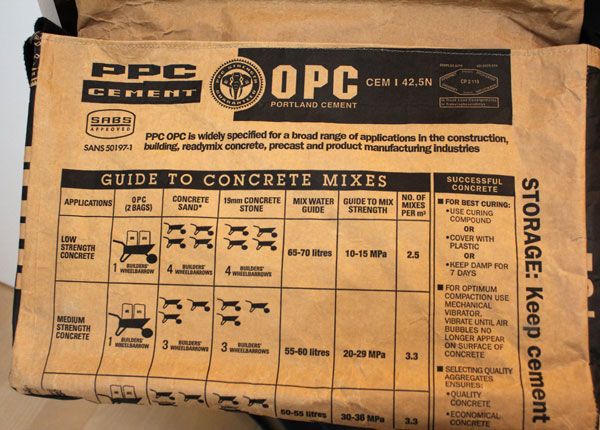 PPC
CEMENT
SABS
APPROVED
SANS 50197-1
PPC STRENGTH
GUARANTEED
OPC
PORTLAND CEMENT
CEM I 42,5N
PPC OPC is widely specified for a broad range of applications in the construction,
building, readymix concrete, precast and product manufacturing industries
GUIDE TO CONCRETE MIXES
APPLICATIONS
OPC
(2 BAGS)
CONCRETE
SAND*
19mm CONCRETE
STONE
MIX WATER
GUIDE
GUIDE TO MIX
STRENGTH
NO. OF
MIXES
PER m³
LOW
STRENGTH
CONCRETE
1 BUILDERS'
WHEELBARROW
4 BUILDERS'
WHEELBARROWS
4 BUILDERS'
WHEELBARROWS
65-70 litres
10-15 MPa
2.5
MEDIUM
STRENGTH
CONCRETE
1 BUILDERS'
WHEELBARROW
3 BUILDERS'
WHEELBARROWS
3 BUILDERS'
WHEELBARROWS
55-60 litres
20-29 MPa
3.3
50-55 litres
30-36 MPa
3.3
SUCCESSFUL
CONCRETE
FOR BEST CURING:
•USE CURING
COMPOUND
OR
•COVER WITH
PLASTIC
OR
•KEEP DAMP FOR
7 DAYS
FOR OPTIMUM
COMPACTION USE
MECHANICAL
VIBRATOR.
VIBRATE UNTIL AIR
BUBBLES NO
LONGER APPEAR
ON SURFACE OF
CONCRETE
SELECTING QUALITY
AGGREGATES
ENSURES:
•QUALITY
CONCRETE
•ECONOMICAL
CONCRETE
STORAGE: Keep cement